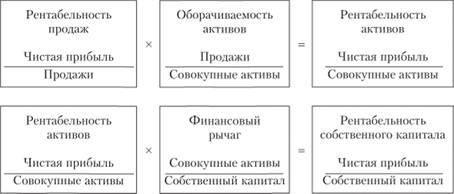 Рентабельность продаж
Чистая прибыль
Продажи
×
Оборачиваемость активов
Продажи
Совокупные активы
=
Рентабельность активов
Чистая прибыль
Совокупные активы
Рентабельность активов
Чистая прибыль
Совокупные активы
×
Финансовый рычаг
Совокупные активы
Собственный капитал
=
Рентабельность собственного капитала
Чистая прибыль
Собственный капитал